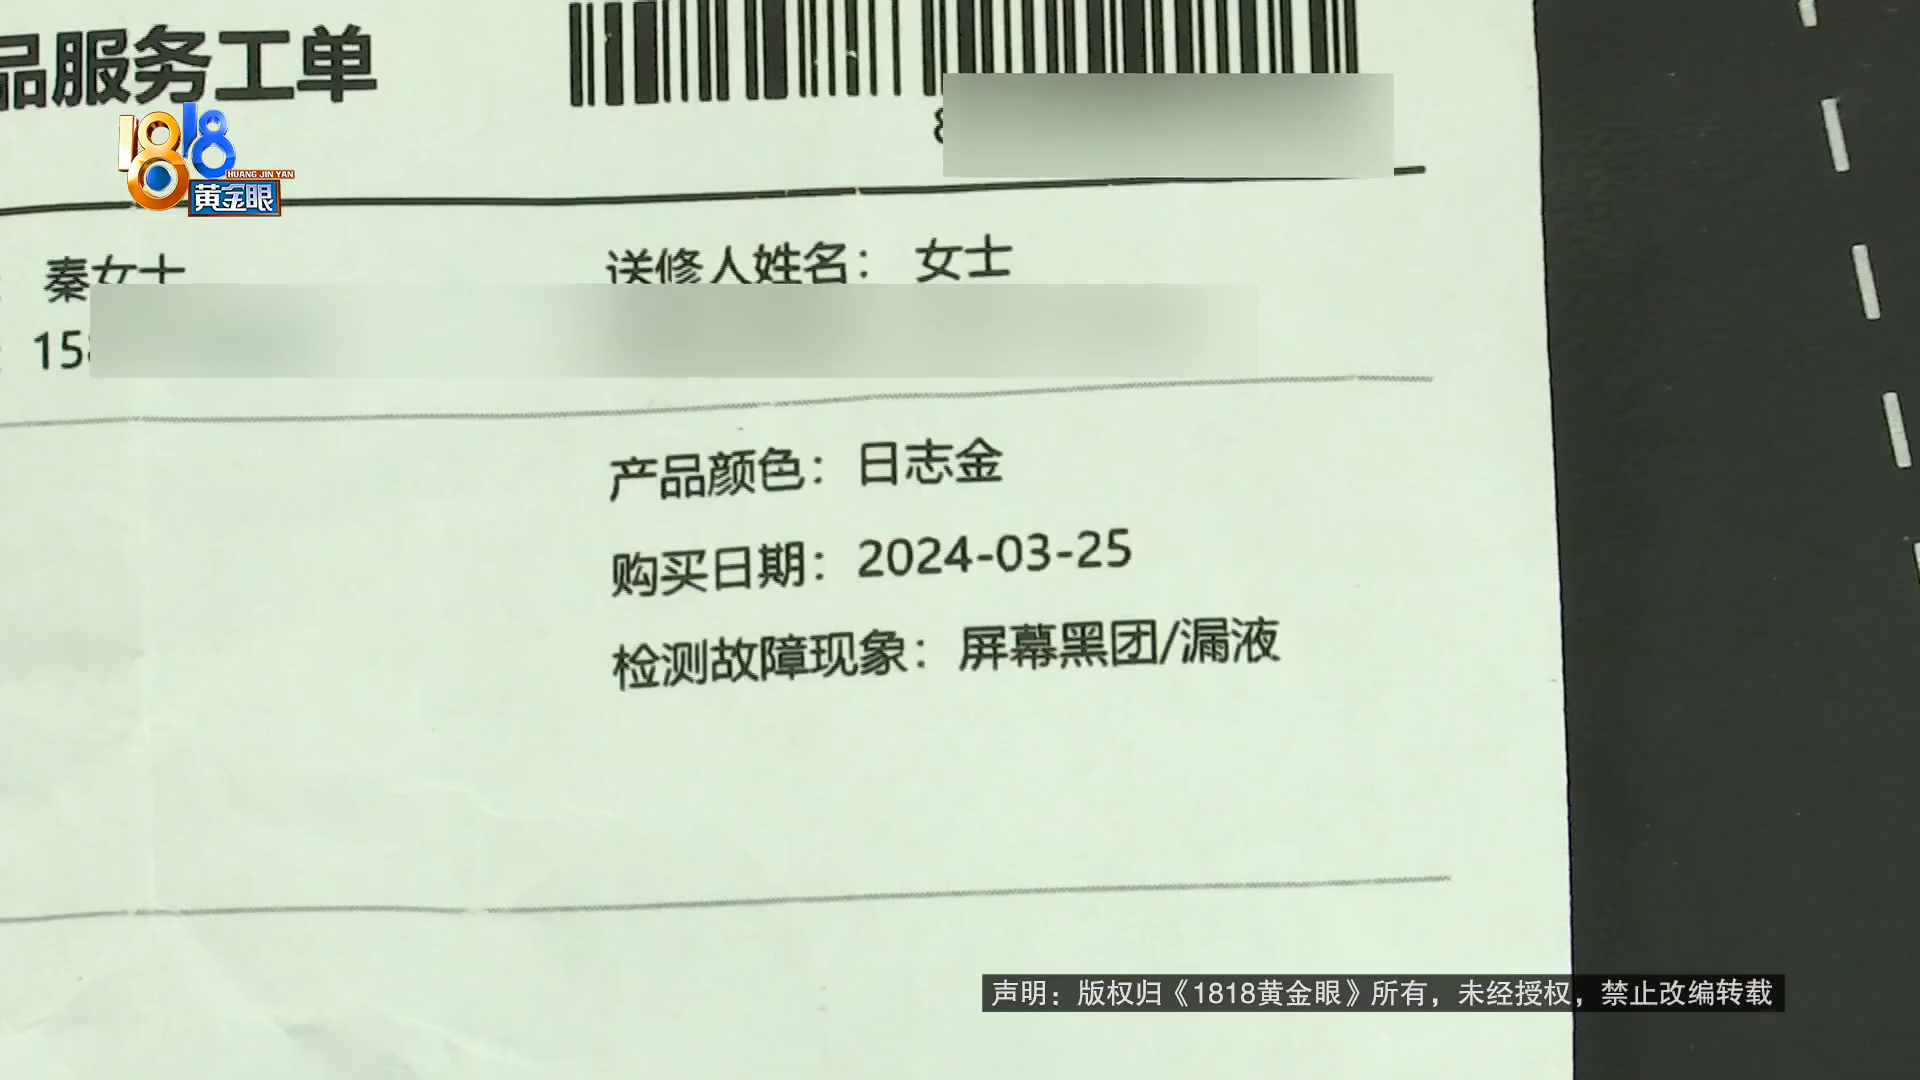 品服务工单
1818
HUANG JIN YAN
黄金眼
秦女士
送修人姓名： 女士
15
产品颜色：日志金
购买日期：2024-03-25
检测故障现象：屏幕黑团/漏液
声明：版权归《1818黄金眼》所有，未经授权，禁止改编转载